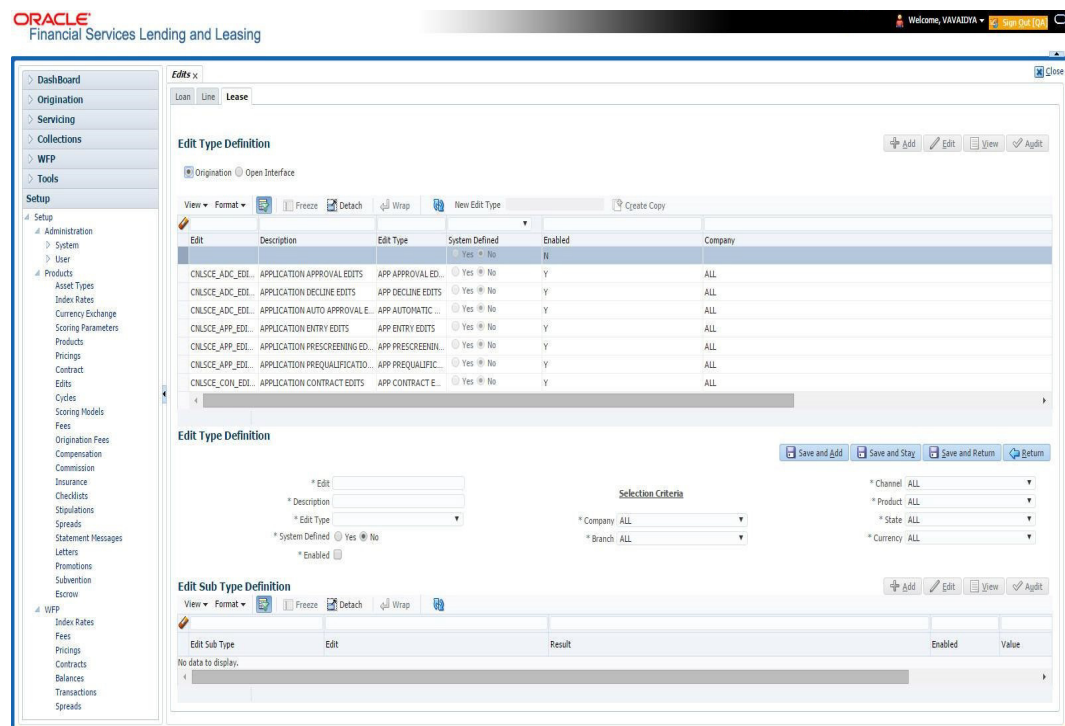 ORACLE
Financial Services Lending and Leasing
Welcome, VAVAIDYA
Sign Out [QA]
Close
DashBoard
Origination
Servicing
Collections
WFP
Tools
Setup
Setup
Administration
System
User
Products
Asset Types
Index Rates
Currency Exchange
Scoring Parameters
Products
Pricings
Contract
Edits
Cycles
Scoring Models
Fees
Origination Fees
Compensation
Commission
Insurance
Checklists
Stipulations
Spreads
Statement Messages
Letters
Promotions
Subvention
Escrow
WFP
Index Rates
Fees
Pricings
Contracts
Balances
Transactions
Spreads
Edits x
Loan Line Lease
Edit Type Definition
Add Edit View Audit
Origination Open Interface
View Format Freeze Detach Wrap New Edit Type Create Copy
Edit Description Edit Type System Defined Enabled Company
Yes No N
CNLSCE_ADC_EDI... APPLICATION APPROVAL EDITS APP APPROVAL ED... Yes No Y ALL
CNLSCE_ADC_EDI... APPLICATION DECLINE EDITS APP DECLINE EDITS Yes No Y ALL
CNLSCE_ADC_EDI... APPLICATION AUTO APPROVAL E... APP AUTOMATIC ... Yes No Y ALL
CNLSCE_APP_EDI... APPLICATION ENTRY EDITS APP ENTRY EDITS Yes No Y ALL
CNLSCE_APP_EDI... APPLICATION PRESCREENING ED... APP PRESCREENIN... Yes No Y ALL
CNLSCE_APP_EDI... APPLICATION PREQUALIFICATIO... APP PREQUALIFIC... Yes No Y ALL
CNLSCE_CON_EDI... APPLICATION CONTRACT EDITS APP CONTRACT E... Yes No Y ALL
Edit Type Definition
Save and Add Save and Stay Save and Return Return
* Edit
* Description
* Edit Type
* System Defined Yes No
* Enabled
Selection Criteria
* Company ALL
* Branch ALL
* Channel ALL
* Product ALL
* State ALL
* Currency ALL
Edit Sub Type Definition
Add Edit View Audit
View Format Freeze Detach Wrap
Edit Sub Type Edit Result Enabled Value
No data to display.